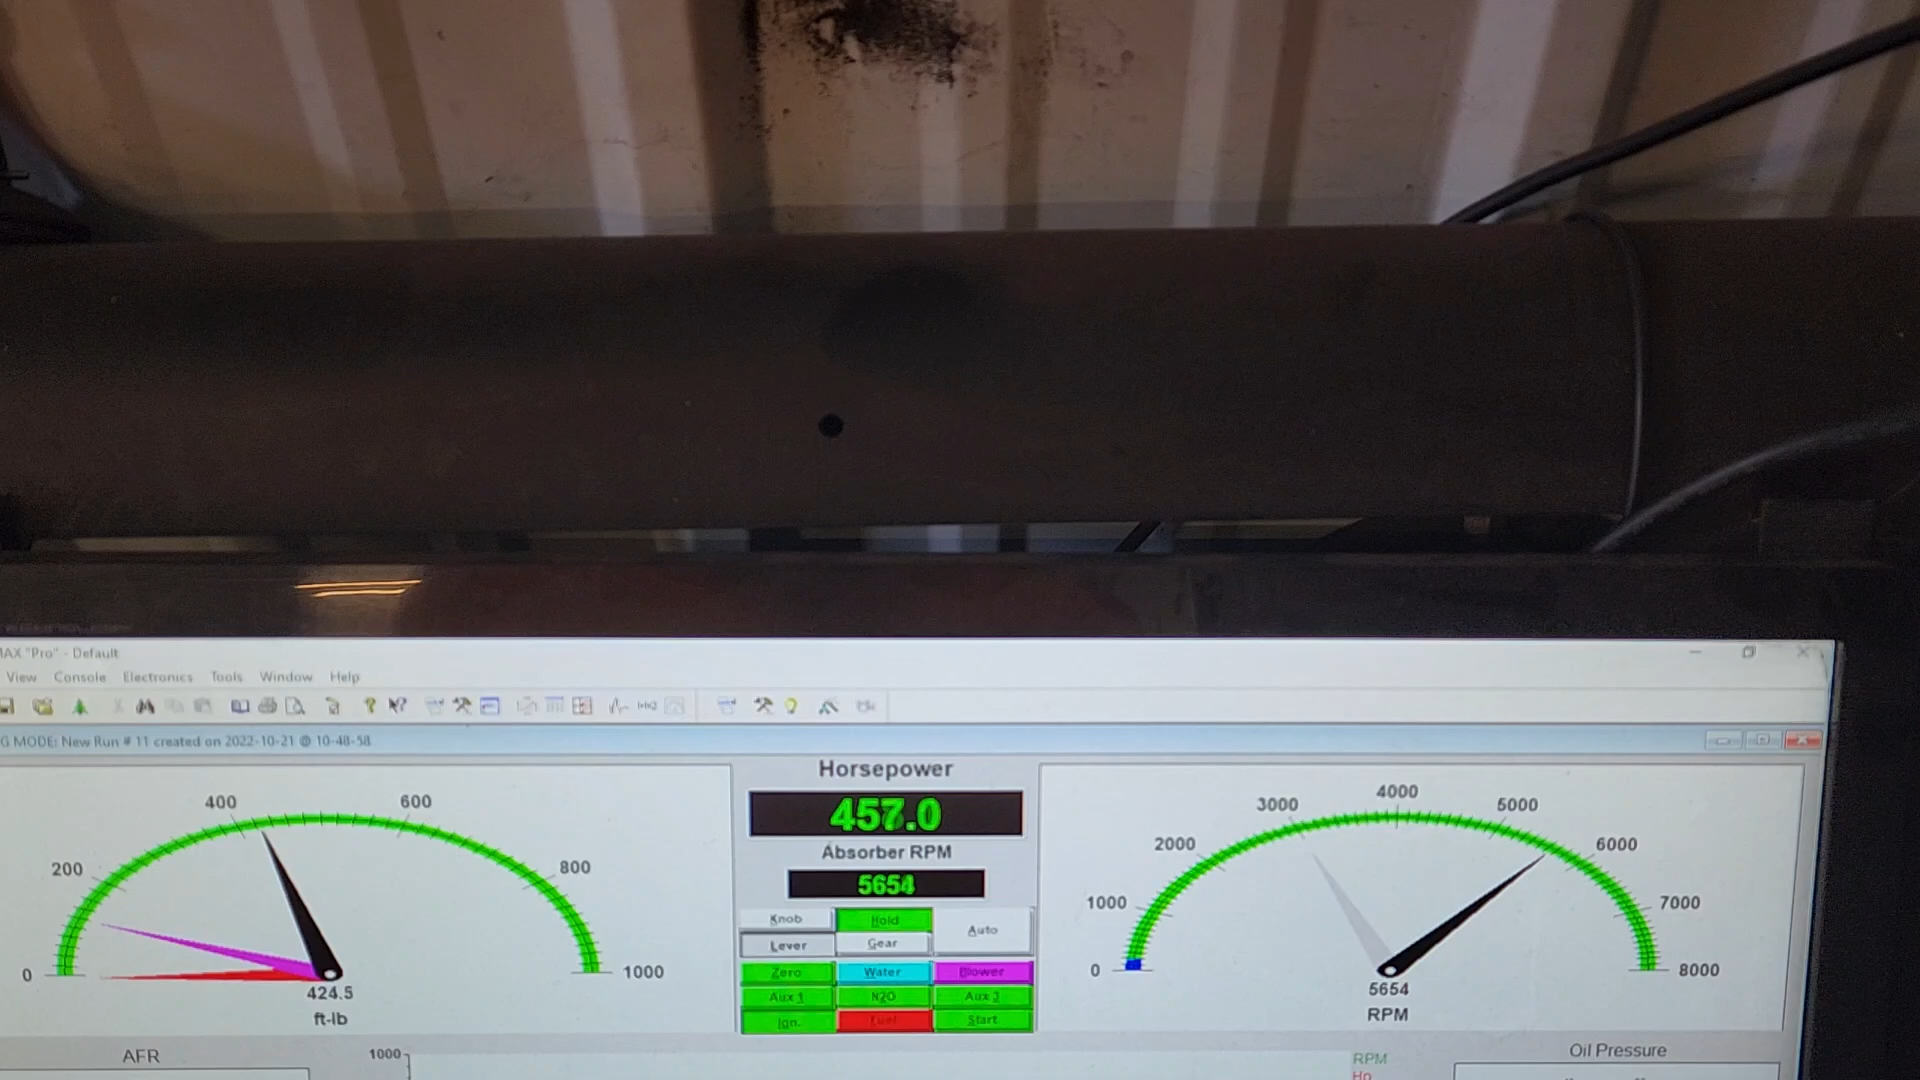 MAX "Pro" - Default
View Console Electronics Tools Window Help
G MODE: New Run # 11 created on 2022-10-21 @ 10-48-58
Horsepower
457.0
Absorber RPM
5654
Knob Hold Auto
Lever Gear
Zero Water Blower
Aux 1 N2O Aux 3
Ign. Fuel Start
0 200 400 600 800 1000
424.5
ft-lb
0 1000 2000 3000 4000 5000 6000 7000 8000
5654
RPM
AFR
1000
RPM
Hp
Oil Pressure